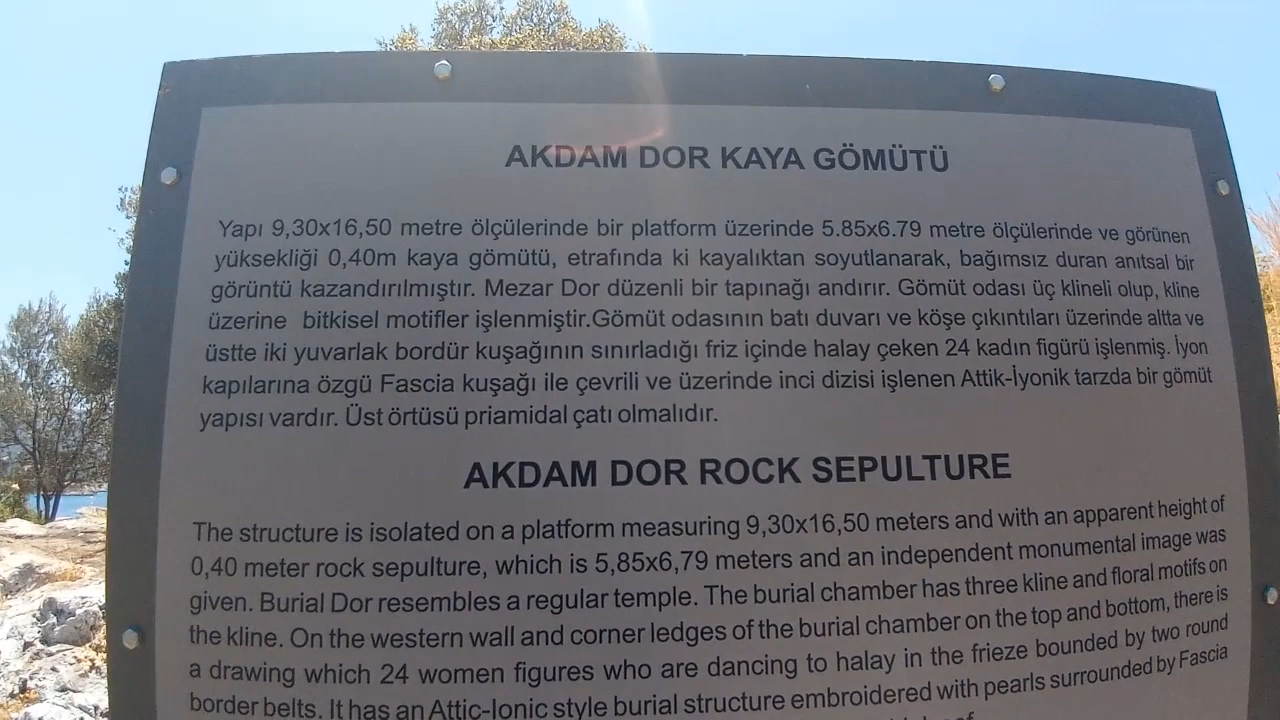 AKDAM DOR KAYA GÖMÜTÜ
Yapı 9,30x16,50 metre ölçülerinde bir platform üzerinde 5.85x6.79 metre ölçülerinde ve görünen
yüksekliği 0,40m kaya gömütü, etrafında ki kayalıktan soyutlanarak, bağımsız duran anıtsal bir
görüntü kazandırılmıştır. Mezar Dor düzenli bir tapınağı andırır. Gömüt odası üç klineli olup, kline
üzerine bitkisel motifler işlenmiştir.Gömüt odasının batı duvarı ve köşe çıkıntıları üzerinde altta ve
üstte iki yuvarlak bordür kuşağının sınırladığı friz içinde halay çeken 24 kadın figürü işlenmiş. İyon
kapılarına özgü Fascia kuşağı ile çevrili ve üzerinde inci dizisi işlenen Attik-İyonik tarzda bir gömüt
yapısı vardır. Üst örtüsü priamidal çatı olmalıdır.
AKDAM DOR ROCK SEPULTURE
The structure is isolated on a platform measuring 9,30x16,50 meters and with an apparent height of
0,40 meter rock sepulture, which is 5,85x6,79 meters and an independent monumental image was
given. Burial Dor resembles a regular temple. The burial chamber has three kline and floral motifs on
the kline. On the western wall and corner ledges of the burial chamber on the top and bottom, there is
a drawing which 24 women figures who are dancing to halay in the frieze bounded by two round
border belts. It has an Attic-Ionic style burial structure embroidered with pearls surrounded by Fascia